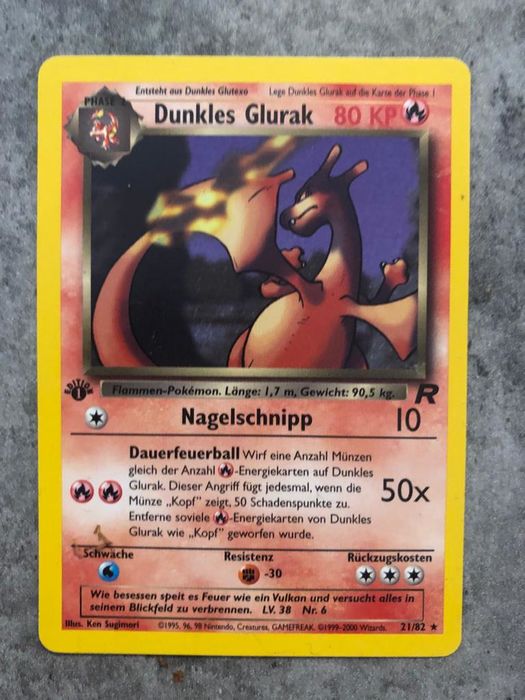 Entsteht aus Dunkles Glutexo Lege Dunkles Glurak auf die Karte der Phase 1
PHASE 2
Dunkles Glurak 80 KP
EDITION 1
Flammen-Pokémon. Länge: 1,7 m, Gewicht: 90,5 kg.
R
Nagelschnipp 10
Dauerfeuerball Wirf eine Anzahl Münzen
gleich der Anzahl -Energiekarten auf Dunkles
Glurak. Dieser Angriff fügt jedesmal, wenn die
Münze „Kopf" zeigt, 50 Schadenspunkte zu.
Entferne soviele -Energiekarten von Dunkles
Glurak wie „Kopf" geworfen wurde.
50x
Schwäche Resistenz Rückzugskosten
-30
Wie besessen speit es Feuer wie ein Vulkan und versucht alles in
seinem Blickfeld zu verbrennen. LV. 38 Nr. 6
Illus. Ken Sugimori ©1995, 96, 98 Nintendo, Creatures, GAMEFREAK. ©1999-2000 Wizards. 21/82 ★